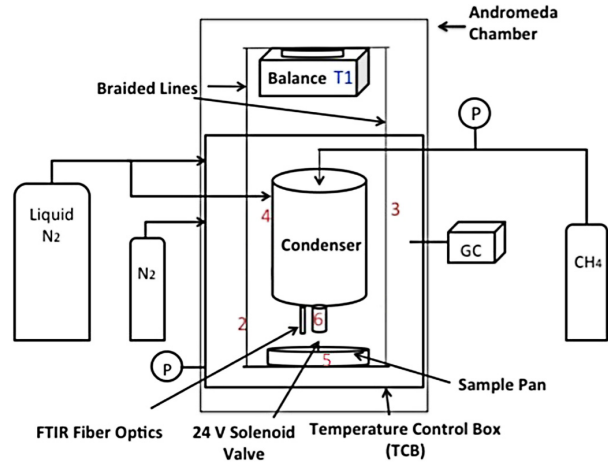 Andromeda
Chamber
Balance T1
Braided Lines
P
Liquid
N2
N2
4
3
Condenser
GC
CH4
6
2
5
P
Sample Pan
FTIR Fiber Optics
24 V Solenoid
Valve
Temperature Control Box
(TCB)